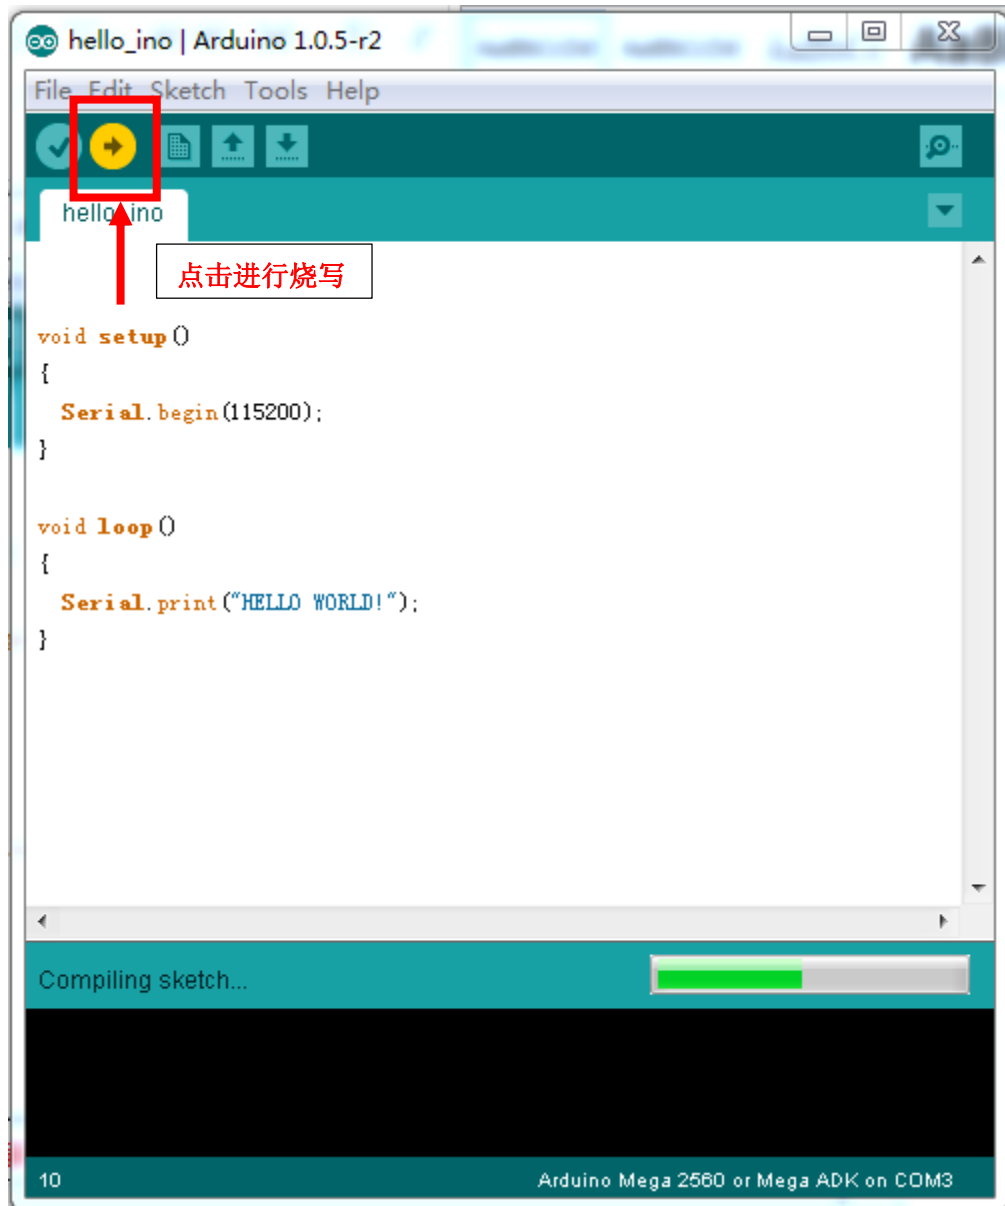 hello_ino | Arduino 1.0.5-r2
File Edit Sketch Tools Help
hello_ino
点击进行烧写
void setup()
{
  Serial.begin(115200);
}
void loop()
{
  Serial.print("HELLO WORLD!");
}
Compiling sketch...
10 Arduino Mega 2560 or Mega ADK on COM3